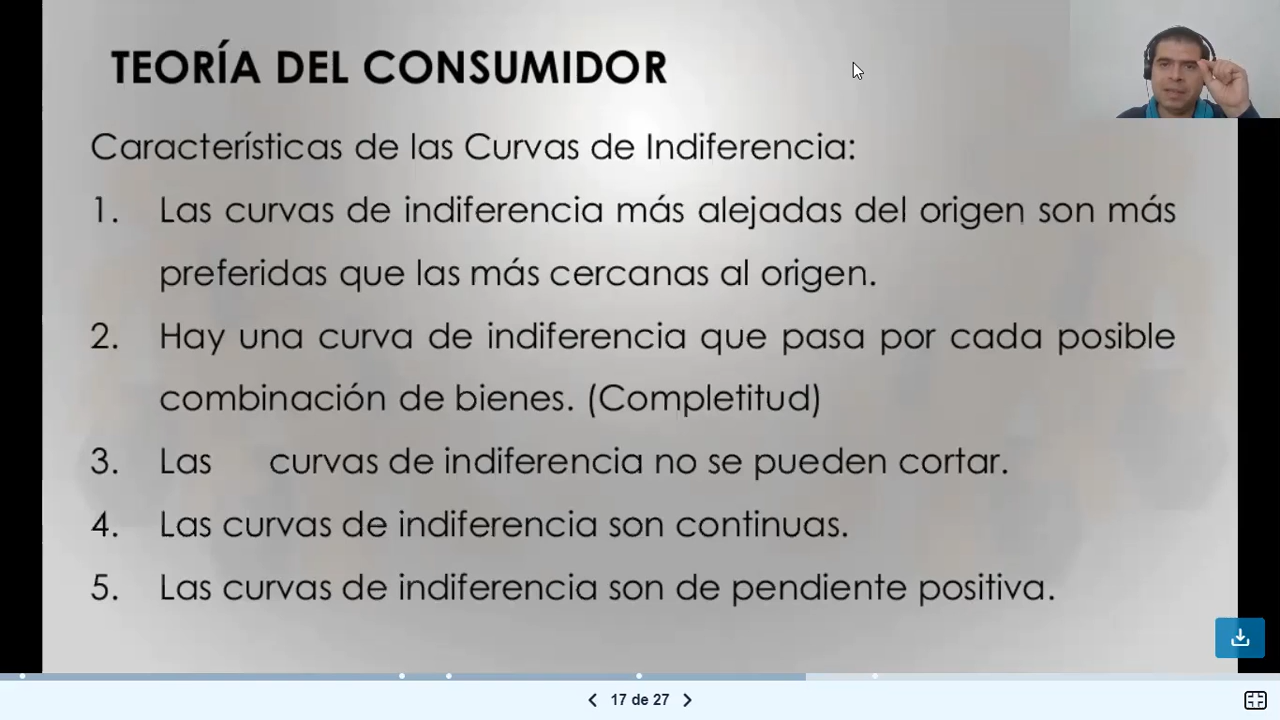 TEORÍA DEL CONSUMIDOR
Características de las Curvas de Indiferencia:
1. Las curvas de indiferencia más alejadas del origen son más
preferidas que las más cercanas al origen.
2. Hay una curva de indiferencia que pasa por cada posible
combinación de bienes. (Completitud)
3. Las curvas de indiferencia no se pueden cortar.
4. Las curvas de indiferencia son continuas.
5. Las curvas de indiferencia son de pendiente positiva.
17 de 27